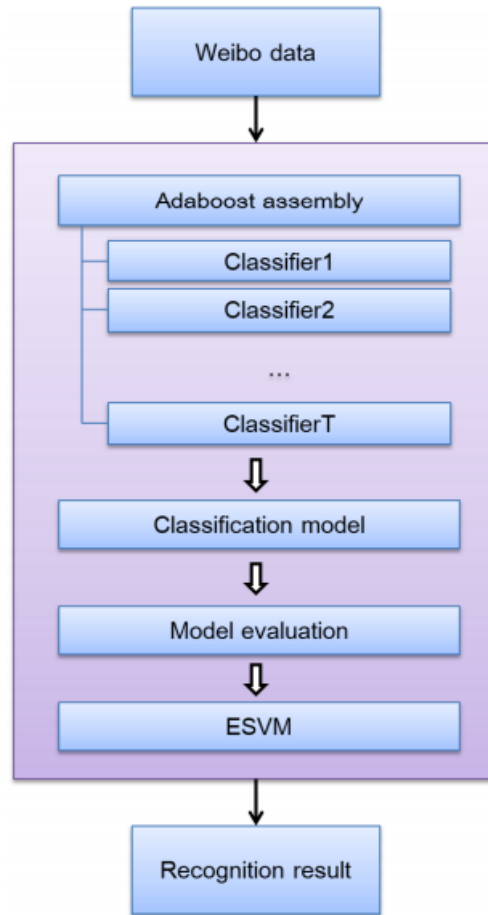 Weibo data
Adaboost assembly
Classifier1
Classifier2
...
ClassifierT
Classification model
Model evaluation
ESVM
Recognition result